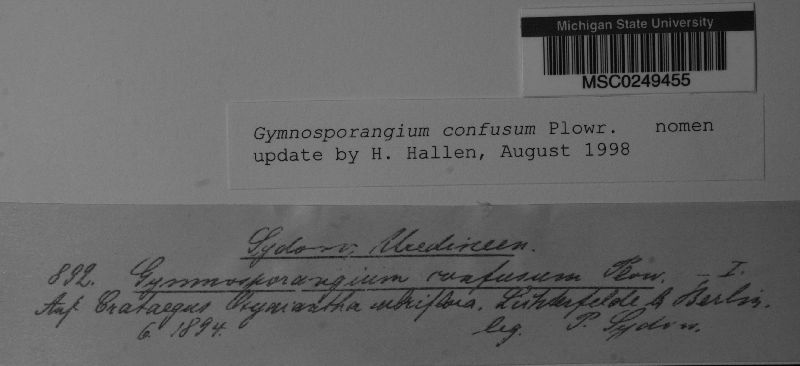 Michigan State University
MSC0249455
Gymnosporangium confusum Plowr. nomen
update by H. Hallen, August 1998
Sydow, Uredineen.
892. Gymnosporangium confusum Plow. – I.
Auf Crataegus Oxyacantha rubriflora. Lichterfelde b Berlin.
6. 1894. leg. P. Sydow.